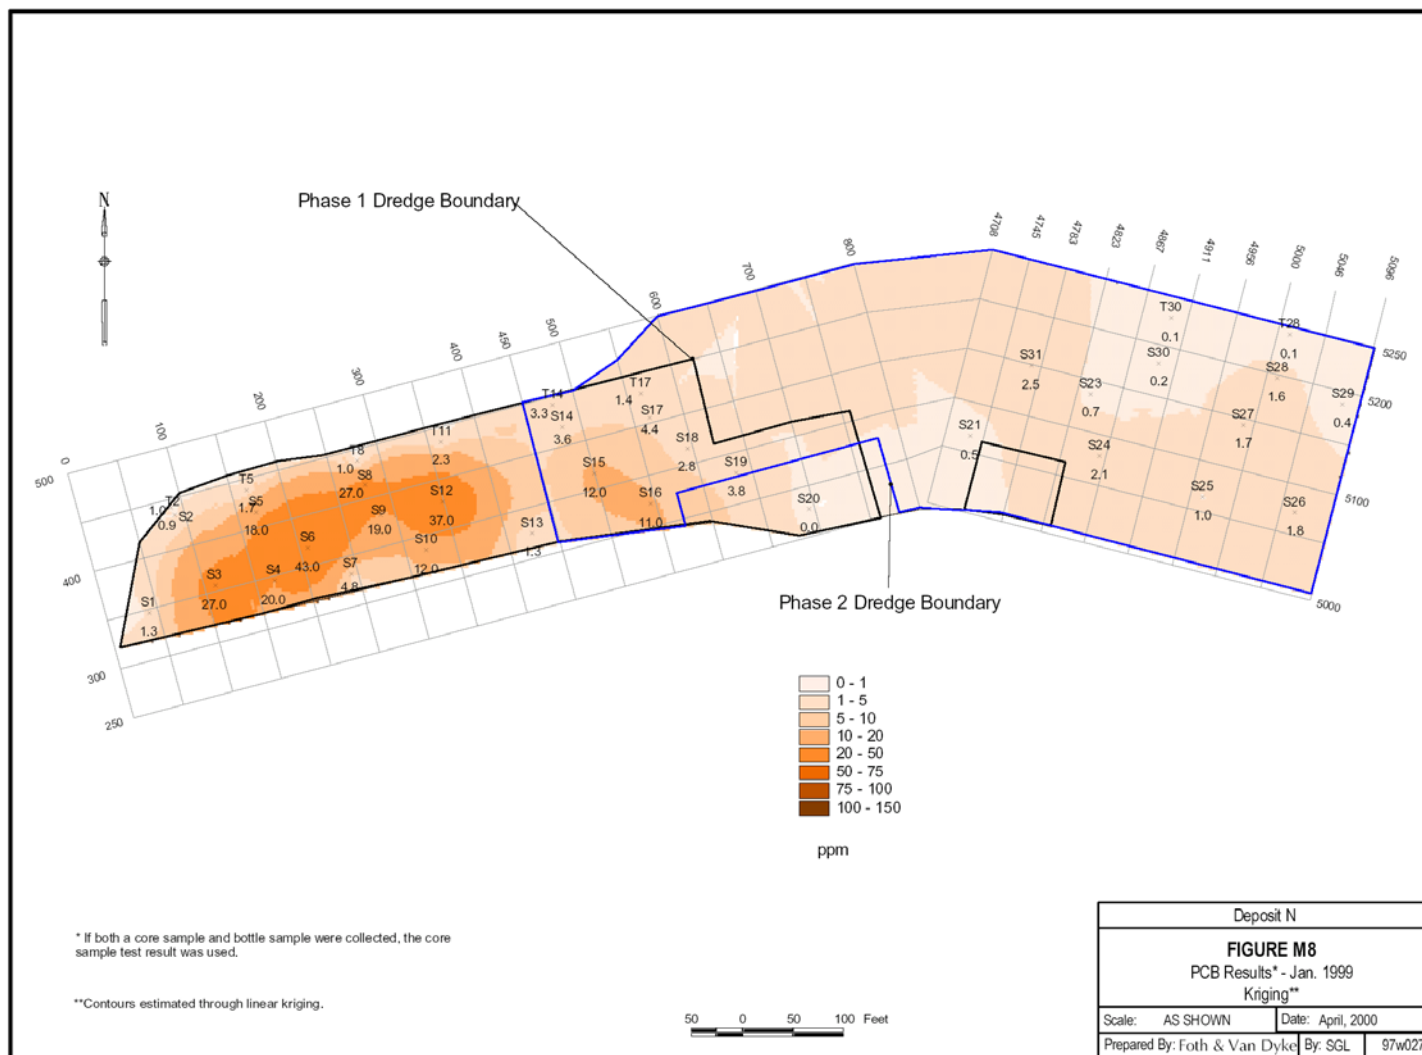 N
Phase 1 Dredge Boundary
0
100
200
300
400
450
500
600
700
800
4708
4745
4783
4823
4867
4911
4956
5000
5046
5096
5250
5200
5100
5000
500
400
300
250
T2
1.0
0.9
S2
T5
S5
1.7
18.0
T8
1.0
S8
27.0
T11
2.3
S12
37.0
S9
19.0
S6
43.0
S10
12.0
S7
4.8
S4
20.0
S3
27.0
S1
1.3
S13
1.3
T14
3.3
S14
3.6
T17
1.4
S17
4.4
S15
12.0
S16
11.0
S18
2.8
S19
3.8
S20
0.0
S21
0.5
S31
2.5
S23
0.7
S24
2.1
T30
0.1
S30
0.2
T28
0.1
S28
1.6
S29
0.4
S27
1.7
S25
1.0
S26
1.8
Phase 2 Dredge Boundary
0 - 1
1 - 5
5 - 10
10 - 20
20 - 50
50 - 75
75 - 100
100 - 150
ppm
* If both a core sample and bottle sample were collected, the core
sample test result was used.
**Contours estimated through linear kriging.
50 0 50 100 Feet
Deposit N
FIGURE M8
PCB Results* - Jan. 1999
Kriging**
Scale: AS SHOWN
Date: April, 2000
Prepared By: Foth & Van Dyke
By: SGL
97w027